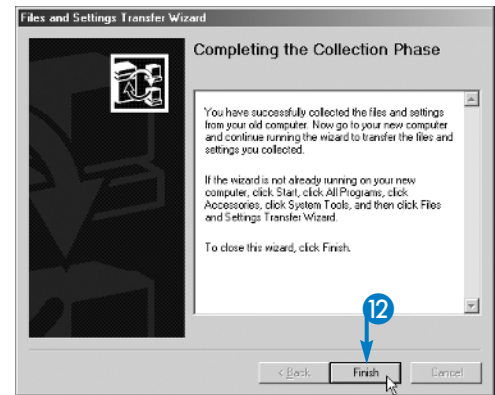 Files and Settings Transfer Wizard
Completing the Collection Phase
You have successfully collected the files and settings
from your old computer. Now go to your new computer
and continue running the wizard to transfer the files and
settings you collected.
If the wizard is not already running on your new
computer, click Start, click All Programs, click
Accessories, click System Tools, and then click Files
and Settings Transfer Wizard.
To close this wizard, click Finish.
12
< Back Finish Cancel